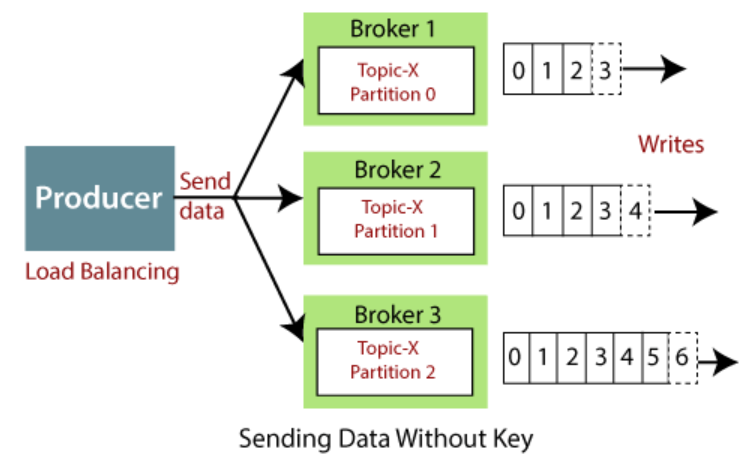 Broker 1
Topic-X
Partition 0
0 1 2 3
Writes
Producer
Send
data
Load Balancing
Broker 2
Topic-X
Partition 1
0 1 2 3 4
Broker 3
Topic-X
Partition 2
0 1 2 3 4 5 6
Sending Data Without Key